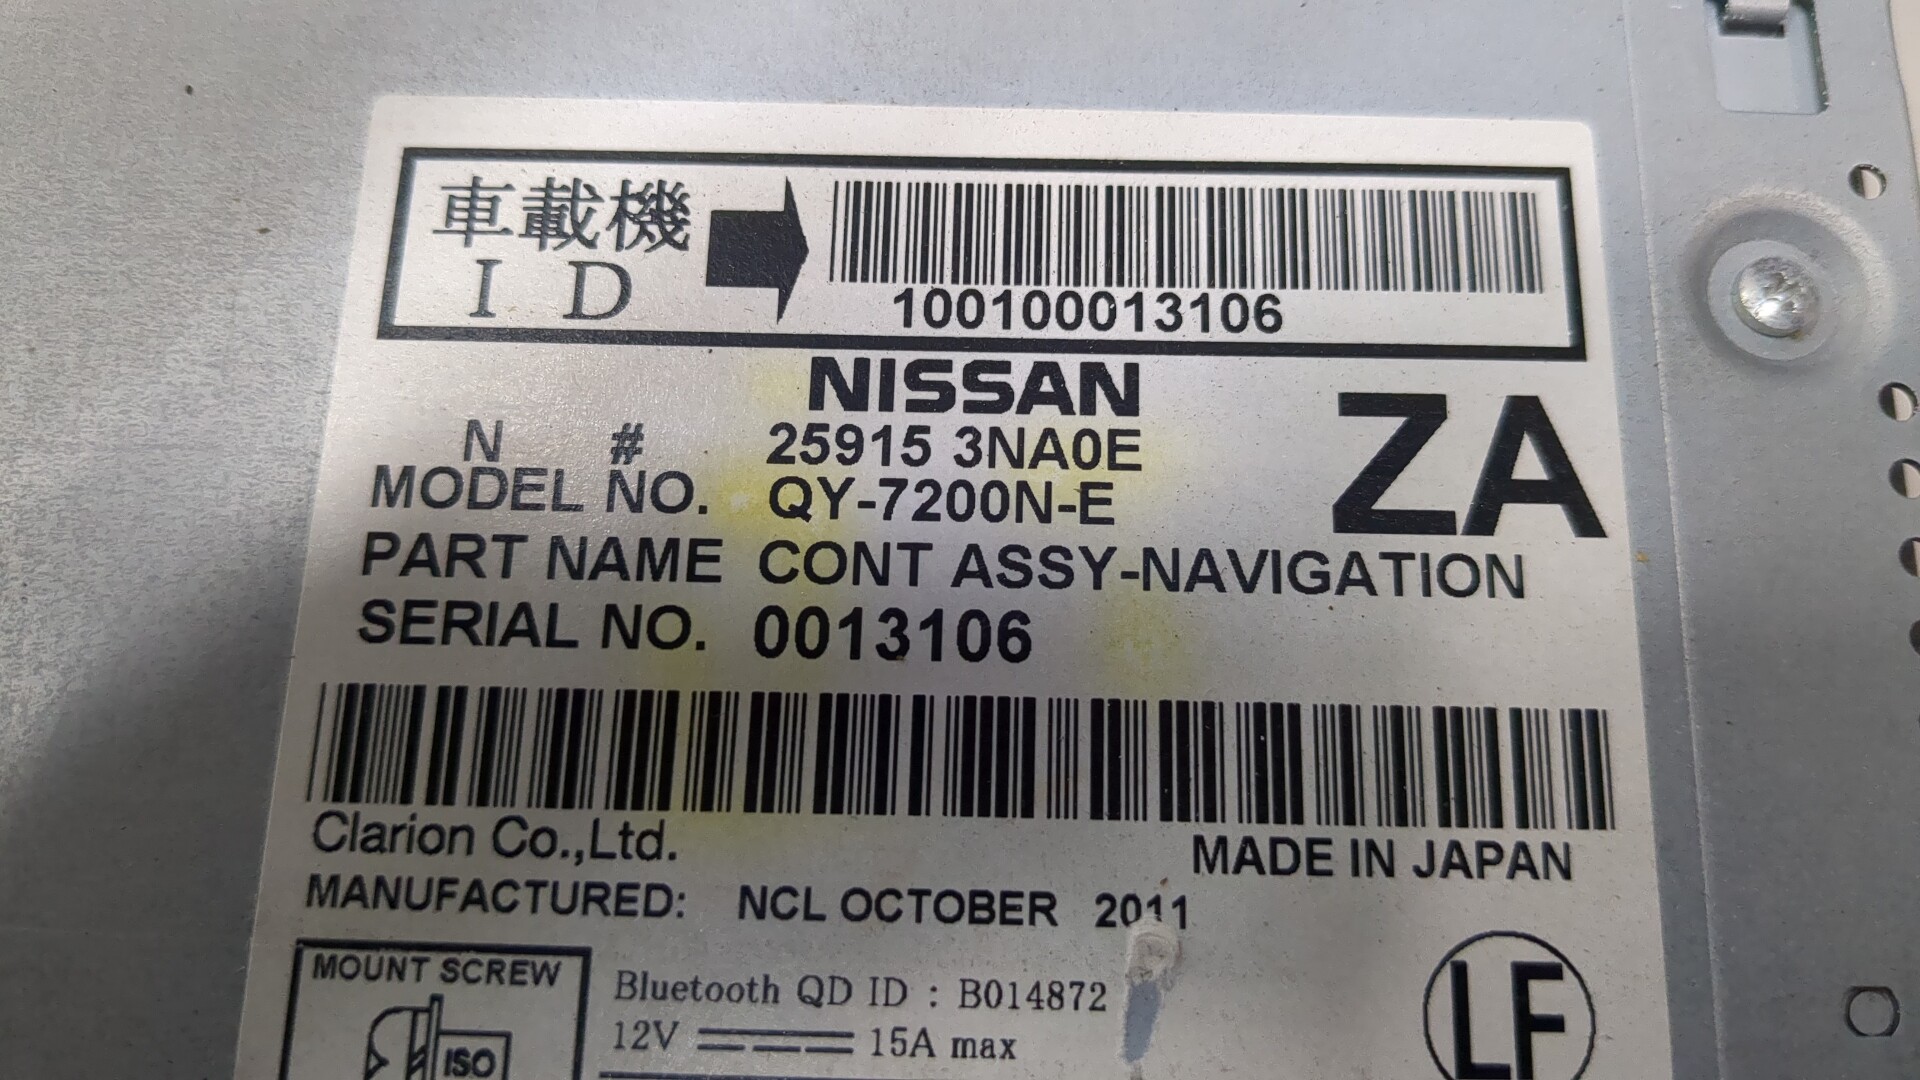 車載機
ID
100100013106
NISSAN
N # 25915 3NA0E
ZA
MODEL NO. QY-7200N-E
PART NAME CONT ASSY-NAVIGATION
SERIAL NO. 0013106
Clarion Co.,Ltd.
MADE IN JAPAN
MANUFACTURED: NCL OCTOBER 2011
MOUNT SCREW
ISO
Bluetooth QD ID : B014872
12V 15A max
LF